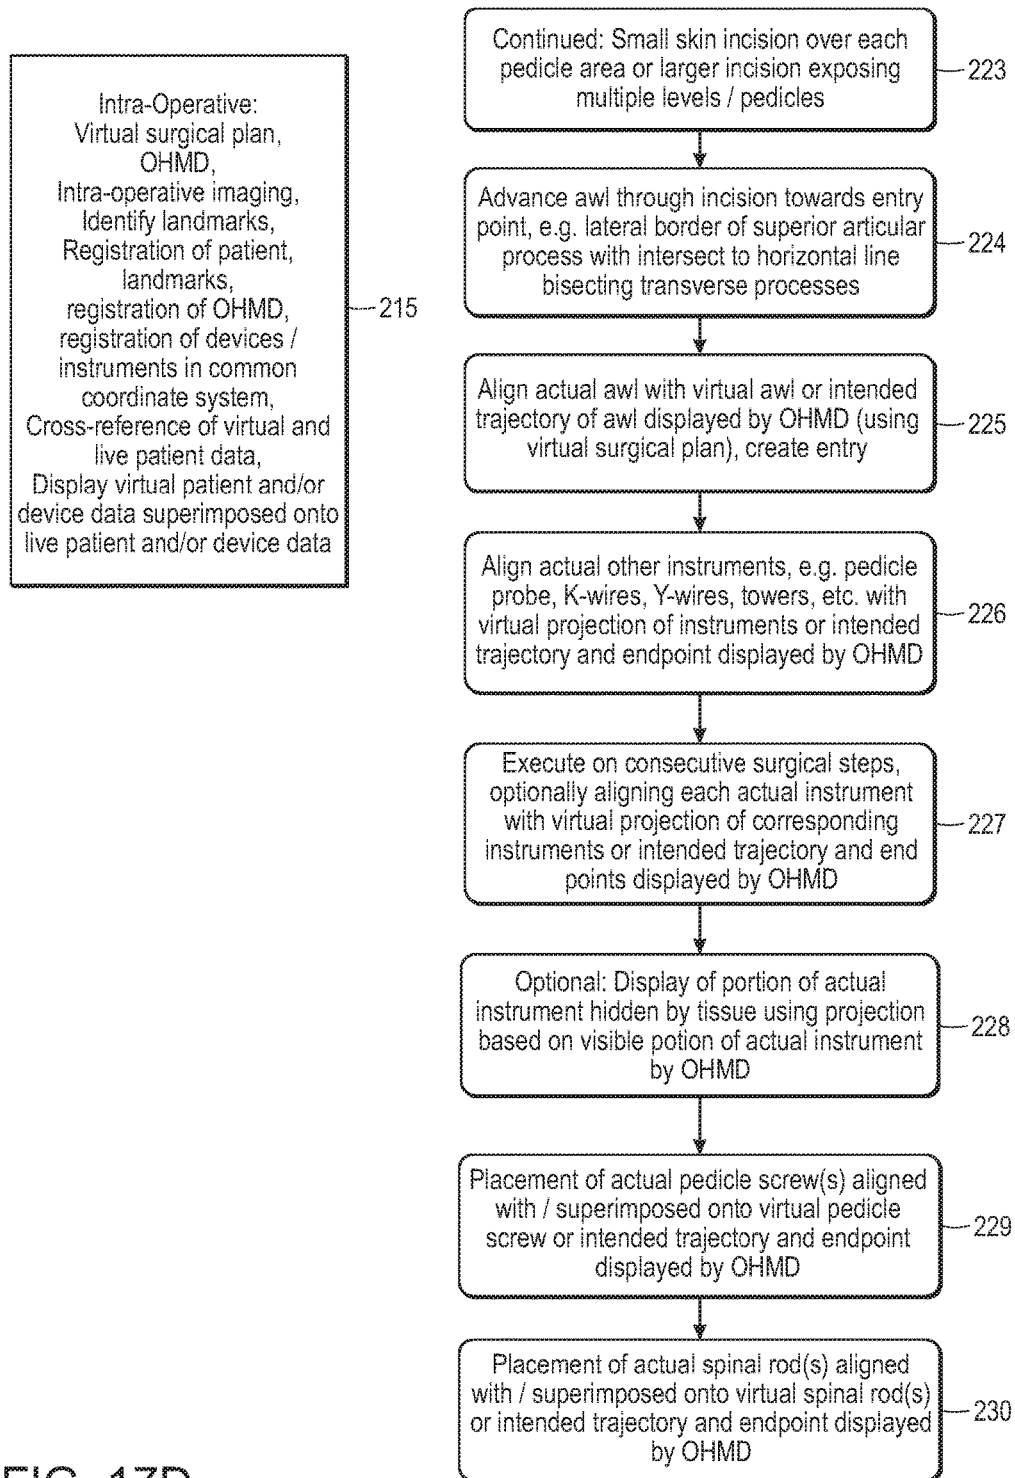 Intra-Operative:
Virtual surgical plan,
OHMD,
Intra-operative imaging,
Identify landmarks,
Registration of patient,
landmarks,
registration of OHMD,
registration of devices /
instruments in common
coordinate system,
Cross-reference of virtual and
live patient data,
Display virtual patient and/or
device data superimposed onto
live patient and/or device data
215
Continued: Small skin incision over each
pedicle area or larger incision exposing
multiple levels / pedicles
223
Advance awl through incision towards entry
point, e.g. lateral border of superior articular
process with intersect to horizontal line
bisecting transverse processes
224
Align actual awl with virtual awl or intended
trajectory of awl displayed by OHMD (using
virtual surgical plan), create entry
225
Align actual other instruments, e.g. pedicle
probe, K-wires, Y-wires, towers, etc. with
virtual projection of instruments or intended
trajectory and endpoint displayed by OHMD
226
Execute on consecutive surgical steps,
optionally aligning each actual instrument
with virtual projection of corresponding
instruments or intended trajectory and end
points displayed by OHMD
227
Optional: Display of portion of actual
instrument hidden by tissue using projection
based on visible potion of actual instrument
by OHMD
228
Placement of actual pedicle screw(s) aligned
with / superimposed onto virtual pedicle
screw or intended trajectory and endpoint
displayed by OHMD
229
Placement of actual spinal rod(s) aligned
with / superimposed onto virtual spinal rod(s)
or intended trajectory and endpoint displayed
by OHMD
230
FIG. 17D